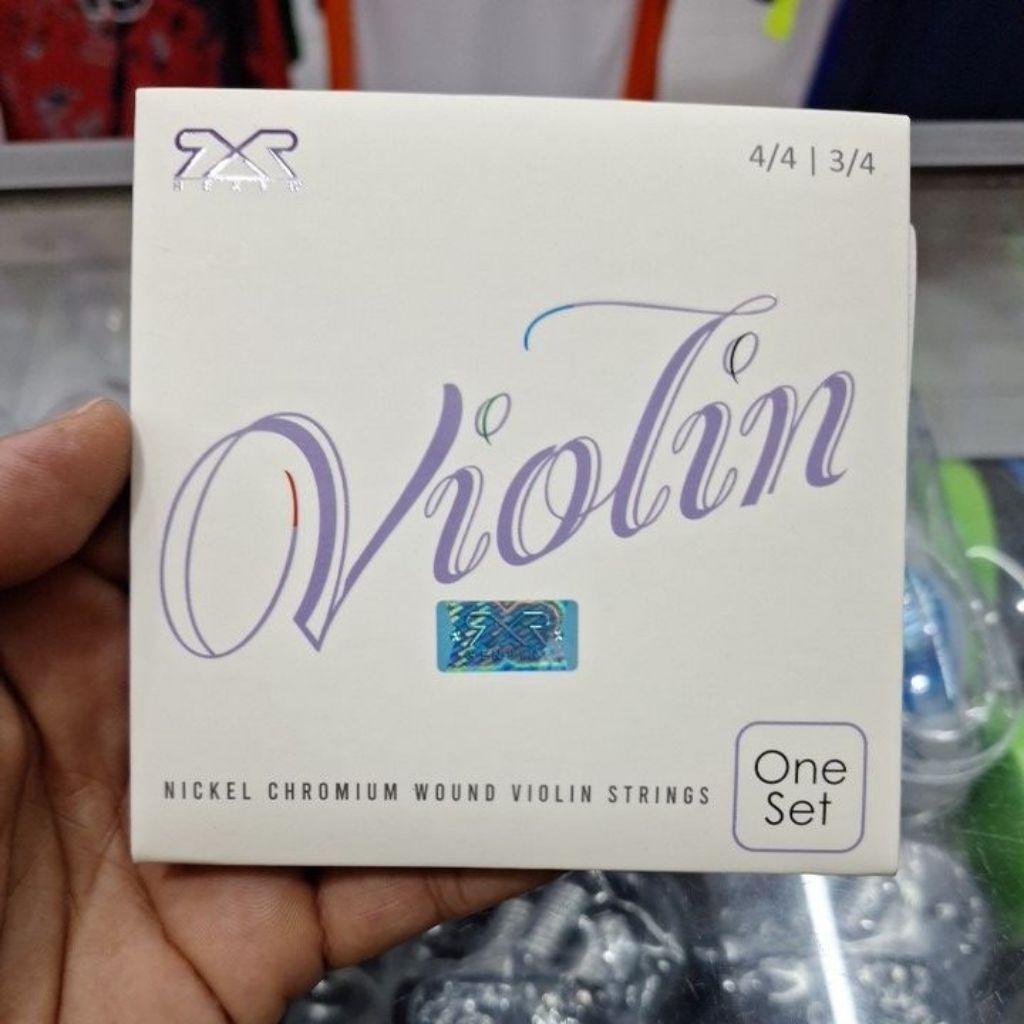 4/4 | 3/4
Violin
NICKEL CHROMIUM WOUND VIOLIN STRINGS
One
Set